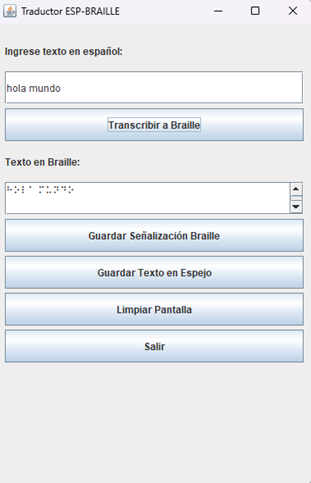 Traductor ESP-BRAILLE
Ingrese texto en español:
hola mundo
Transcribir a Braille
Texto en Braille:
⠓⠕⠇⠁ ⠍⠥⠝⠙⠕
Guardar Señalización Braille
Guardar Texto en Espejo
Limpiar Pantalla
Salir